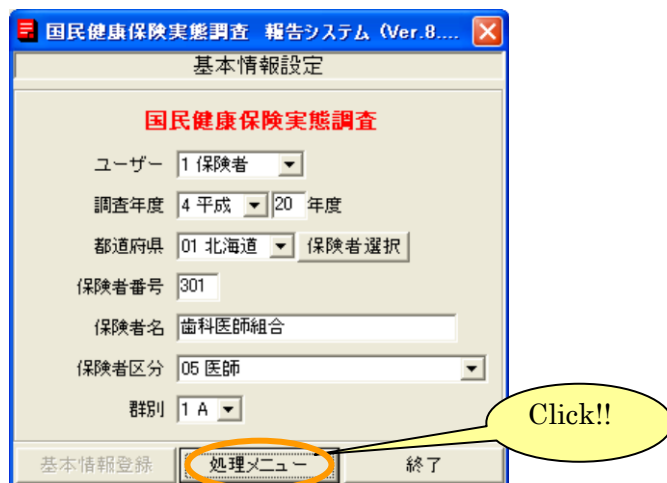 国民健康保険実態調査 報告システム (Ver.8....
基本情報設定
国民健康保険実態調査
ユーザー 1 保険者
調査年度 4 平成 20 年度
都道府県 01 北海道 保険者選択
保険者番号 301
保険者名 歯科医師組合
保険者区分 05 医師
群別 1 A
Click!!
基本情報登録 処理メニュー 終了